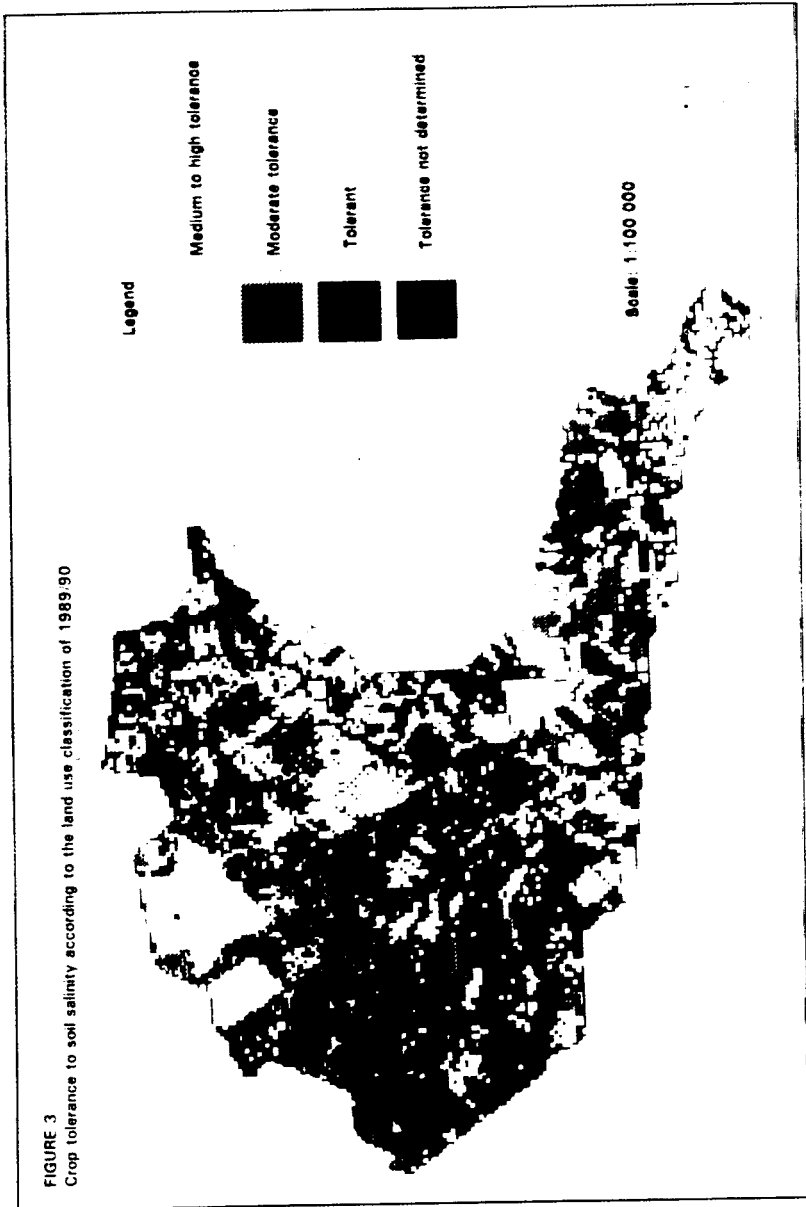 FIGURE 3
Crop tolerance to soil salinity according to the land use classification of 1989/90
Legend
Medium to high tolerance
Moderate tolerance
Tolerant
Tolerance not determined
Scale: 1:100 000